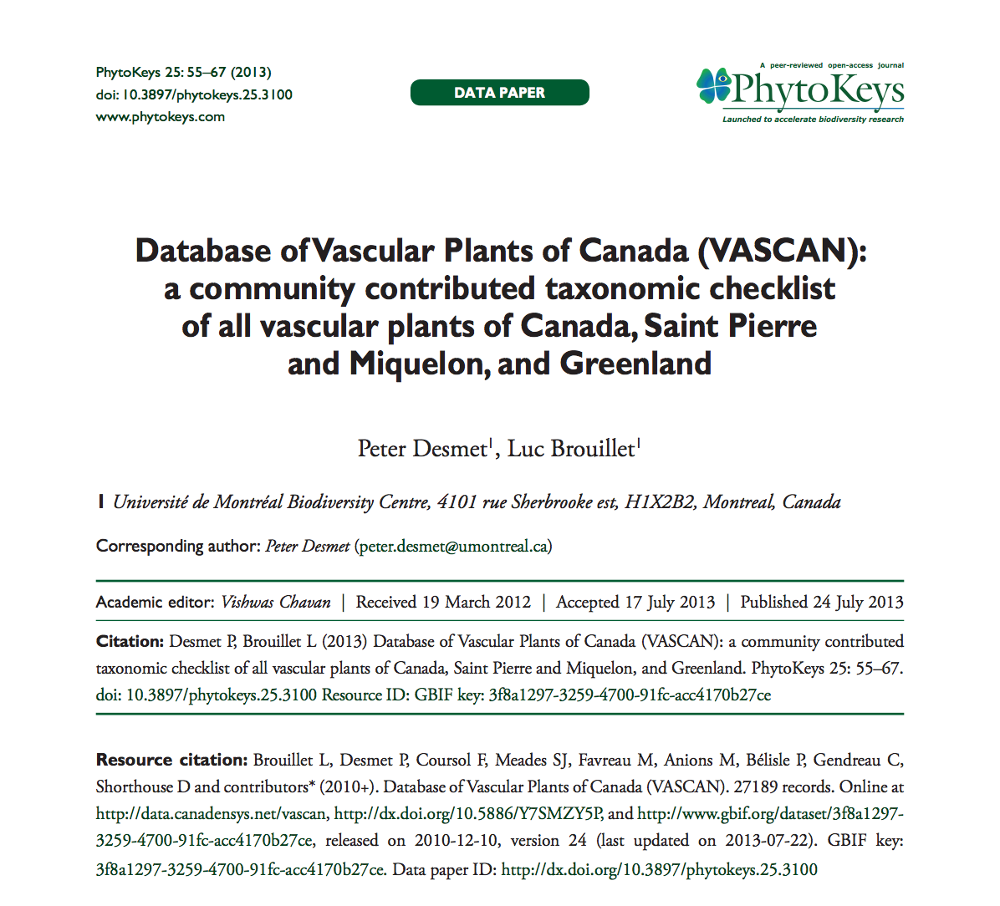 PhytoKeys 25: 55–67 (2013)
doi: 10.3897/phytokeys.25.3100
www.phytokeys.com
DATA PAPER
A peer-reviewed open-access journal
PhytoKeys
Launched to accelerate biodiversity research
Database of Vascular Plants of Canada (VASCAN):
a community contributed taxonomic checklist
of all vascular plants of Canada, Saint Pierre
and Miquelon, and Greenland
Peter Desmet¹, Luc Brouillet¹
1 Université de Montréal Biodiversity Centre, 4101 rue Sherbrooke est, H1X2B2, Montreal, Canada
Corresponding author: Peter Desmet (peter.desmet@umontreal.ca)
Academic editor: Vishwas Chavan | Received 19 March 2012 | Accepted 17 July 2013 | Published 24 July 2013
Citation: Desmet P, Brouillet L (2013) Database of Vascular Plants of Canada (VASCAN): a community contributed
taxonomic checklist of all vascular plants of Canada, Saint Pierre and Miquelon, and Greenland. PhytoKeys 25: 55–67.
doi: 10.3897/phytokeys.25.3100 Resource ID: GBIF key: 3f8a1297-3259-4700-91fc-acc4170b27ce
Resource citation: Brouillet L, Desmet P, Coursol F, Meades SJ, Favreau M, Anions M, Bélisle P, Gendreau C,
Shorthouse D and contributors* (2010+). Database of Vascular Plants of Canada (VASCAN). 27189 records. Online at
http://data.canadensys.net/vascan, http://dx.doi.org/10.5886/Y7SMZY5P, and http://www.gbif.org/dataset/3f8a1297-
3259-4700-91fc-acc4170b27ce, released on 2010-12-10, version 24 (last updated on 2013-07-22). GBIF key:
3f8a1297-3259-4700-91fc-acc4170b27ce. Data paper ID: http://dx.doi.org/10.3897/phytokeys.25.3100